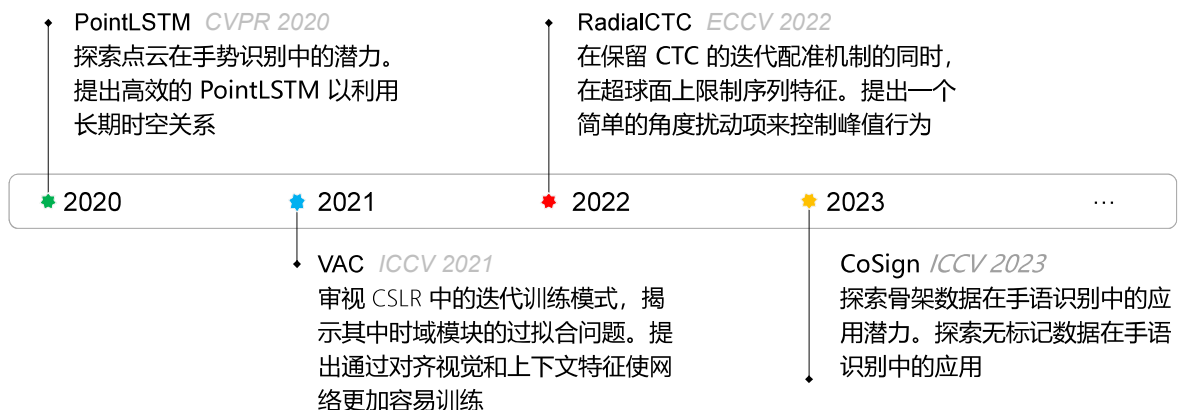 PointLSTM CVPR 2020
探索点云在手势识别中的潜力。
提出高效的 PointLSTM 以利用
长期时空关系
RadialCTC ECCV 2022
在保留 CTC 的迭代配准机制的同时，
在超球面上限制序列特征。提出一个
简单的角度扰动项来控制峰值行为
2020
2021
2022
2023
...
VAC ICCV 2021
审视 CSLR 中的迭代训练模式，揭
示其中时域模块的过拟合问题。提
出通过对齐视觉和上下文特征使网
络更加容易训练
CoSign ICCV 2023
探索骨架数据在手语识别中的应
用潜力。探索无标记数据在手语
识别中的应用